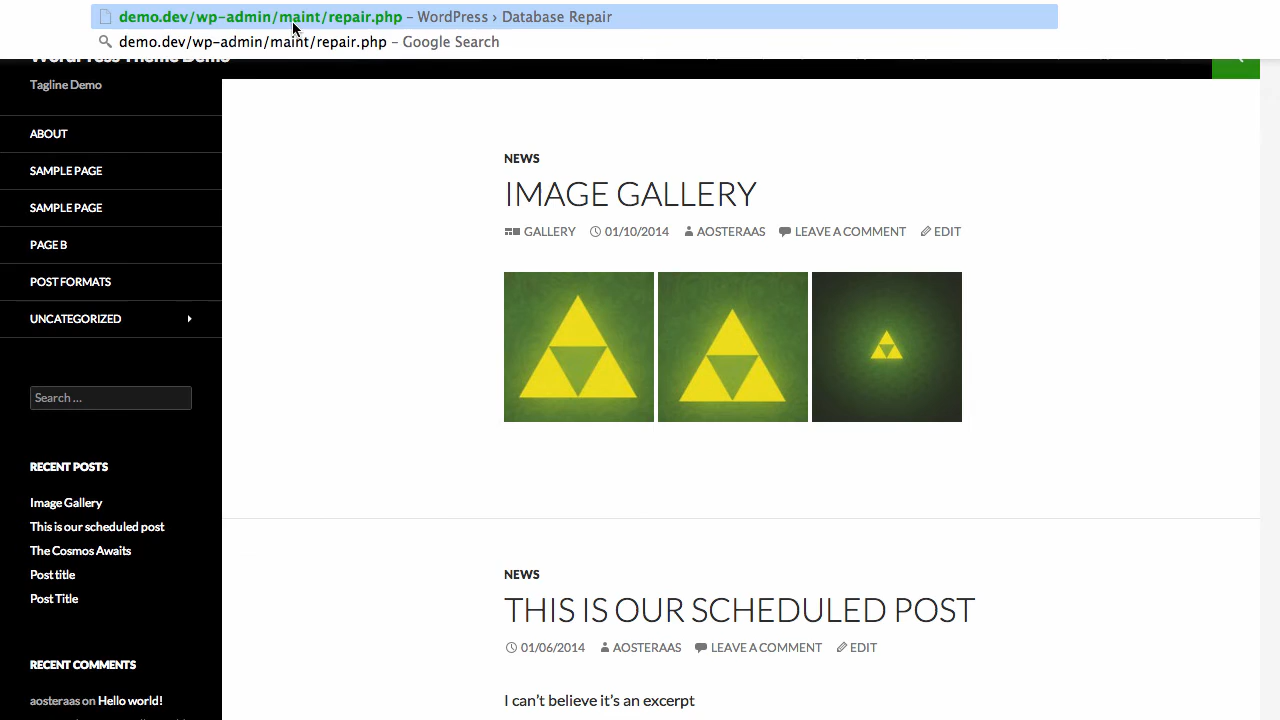 demo.dev/wp-admin/maint/repair.php – WordPress › Database Repair
demo.dev/wp-admin/maint/repair.php – Google Search
WordPress Theme Demo
Tagline Demo
ABOUT
SAMPLE PAGE
SAMPLE PAGE
PAGE B
POST FORMATS
UNCATEGORIZED
Search ...
RECENT POSTS
Image Gallery
This is our scheduled post
The Cosmos Awaits
Post title
Post Title
RECENT COMMENTS
aosteraas on Hello world!
NEWS
IMAGE GALLERY
GALLERY 01/10/2014 AOSTERAAS LEAVE A COMMENT EDIT
NEWS
THIS IS OUR SCHEDULED POST
01/06/2014 AOSTERAAS LEAVE A COMMENT EDIT
I can't believe it's an excerpt